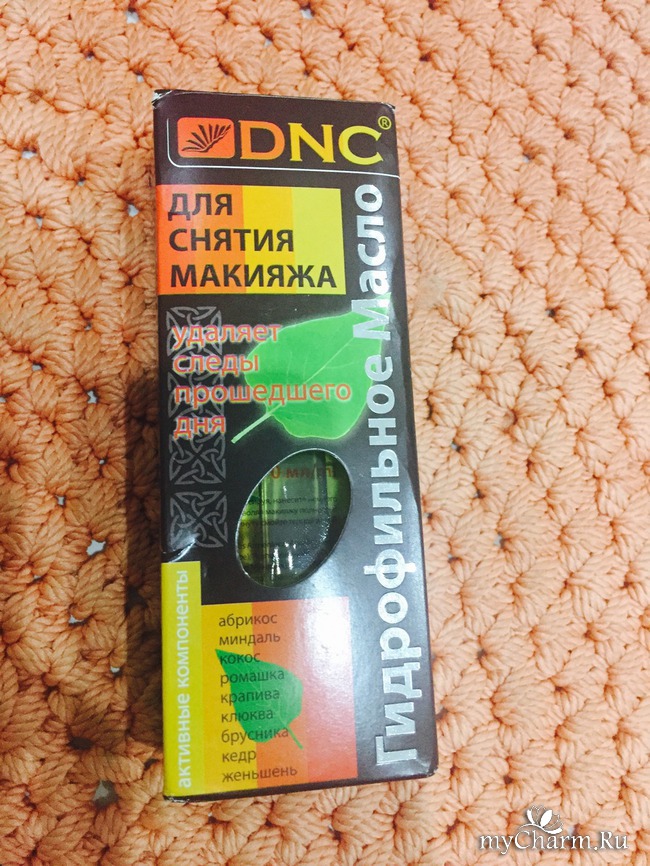 DNC®
ДЛЯ
СНЯТИЯ
МАКИЯЖА
удаляет
следы
прошедшего
дня
Гидрофильное Масло
активные компоненты
абрикос
миндаль
кокос
ромашка
крапива
клюква
брусника
кедр
женьшень
myCharm.Ru